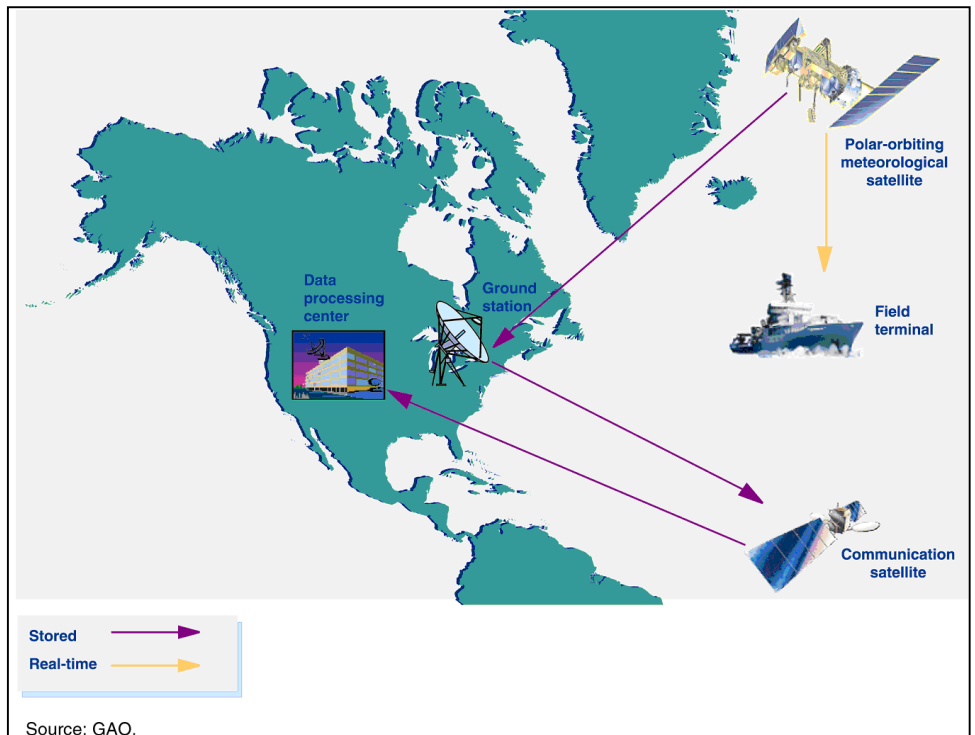 Polar-orbiting
meteorological
satellite
Data
processing
center
Ground
station
Field
terminal
Communication
satellite
Stored
Real-time
Source: GAO.